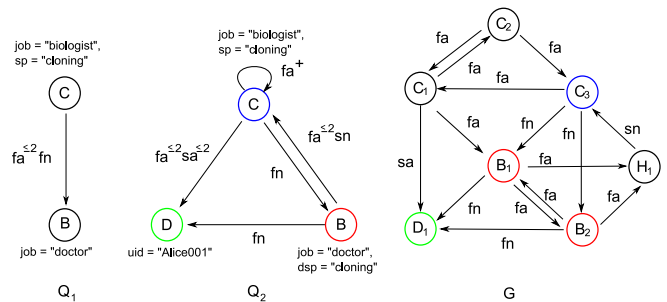 job = "biologist",
sp = "cloning"
C
fa≤2fn
B
job = "doctor"
Q1
job = "biologist",
sp = "cloning"
fa+
C
fa≤2sa≤2
fn
fa≤2sn
D
fn
B
uid = "Alice001"
job = "doctor",
dsp = "cloning"
Q2
C2
fa
fa
fa
fa
C1
C3
sa
fa
fn
fn
sn
B1
fa
H1
fn
fa
fa
fa
D1
fn
B2
G